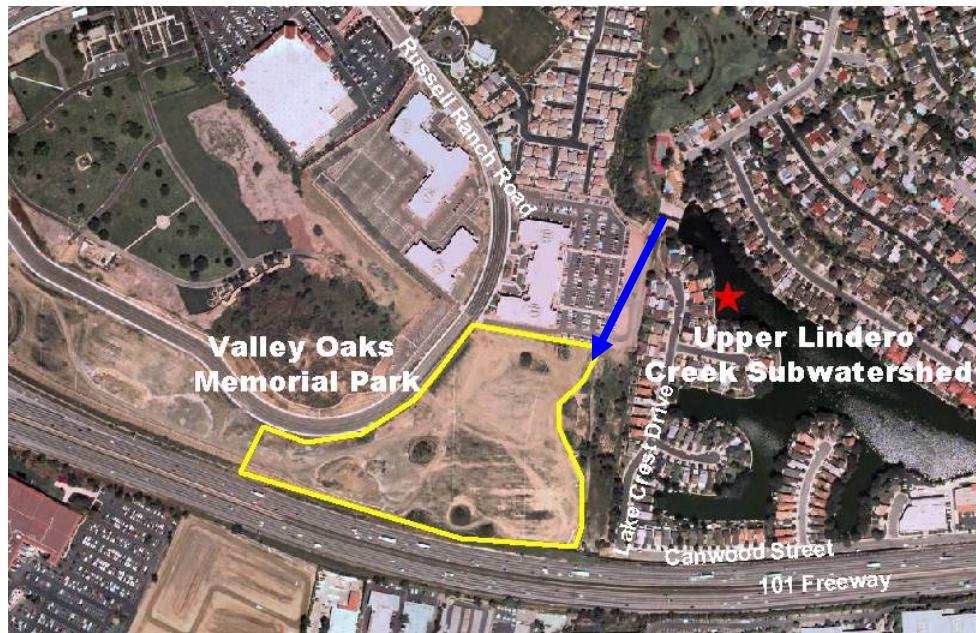 Russell Ranch Road
Valley Oaks
Memorial Park
Upper Lindero
Creek Subwatershed
Lake Crest Drive
Canwood Street
101 Freeway